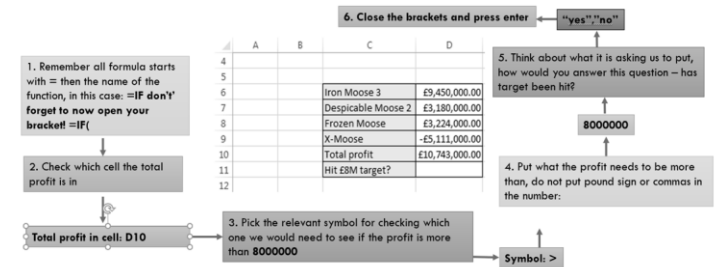 6. Close the brackets and press enter
"yes","no"
1. Remember all formula starts
with = then the name of the
function, in this case: =IF don't'
forget to now open your
bracket! =IF(
A B C D
4
5
6 Iron Moose 3 £9,450,000.00
7 Despicable Moose 2 £3,180,000.00
8 Frozen Moose £3,224,000.00
9 X-Moose -£5,111,000.00
10 Total profit £10,743,000.00
11 Hit £8M target?
12
5. Think about what it is asking us to put,
how would you answer this question – has
target been hit?
8000000
2. Check which cell the total
profit is in
4. Put what the profit needs to be more
than, do not put pound sign or commas in
the number:
Total profit in cell: D10
3. Pick the relevant symbol for checking which
one we would need to see if the profit is more
than 8000000
Symbol: >